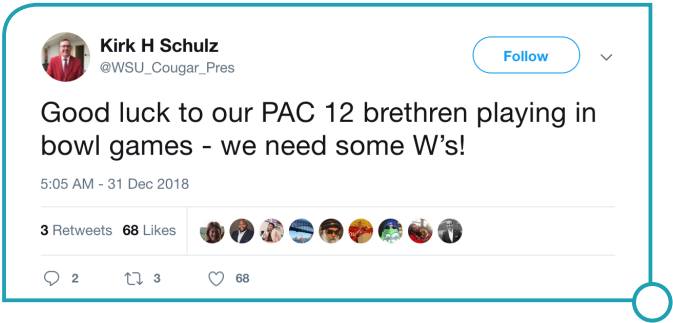 Kirk H Schulz
Follow
@WSU_Cougar_Pres
Good luck to our PAC 12 brethren playing in
bowl games - we need some W’s!
5:05 AM - 31 Dec 2018
3 Retweets 68 Likes
2 3 68